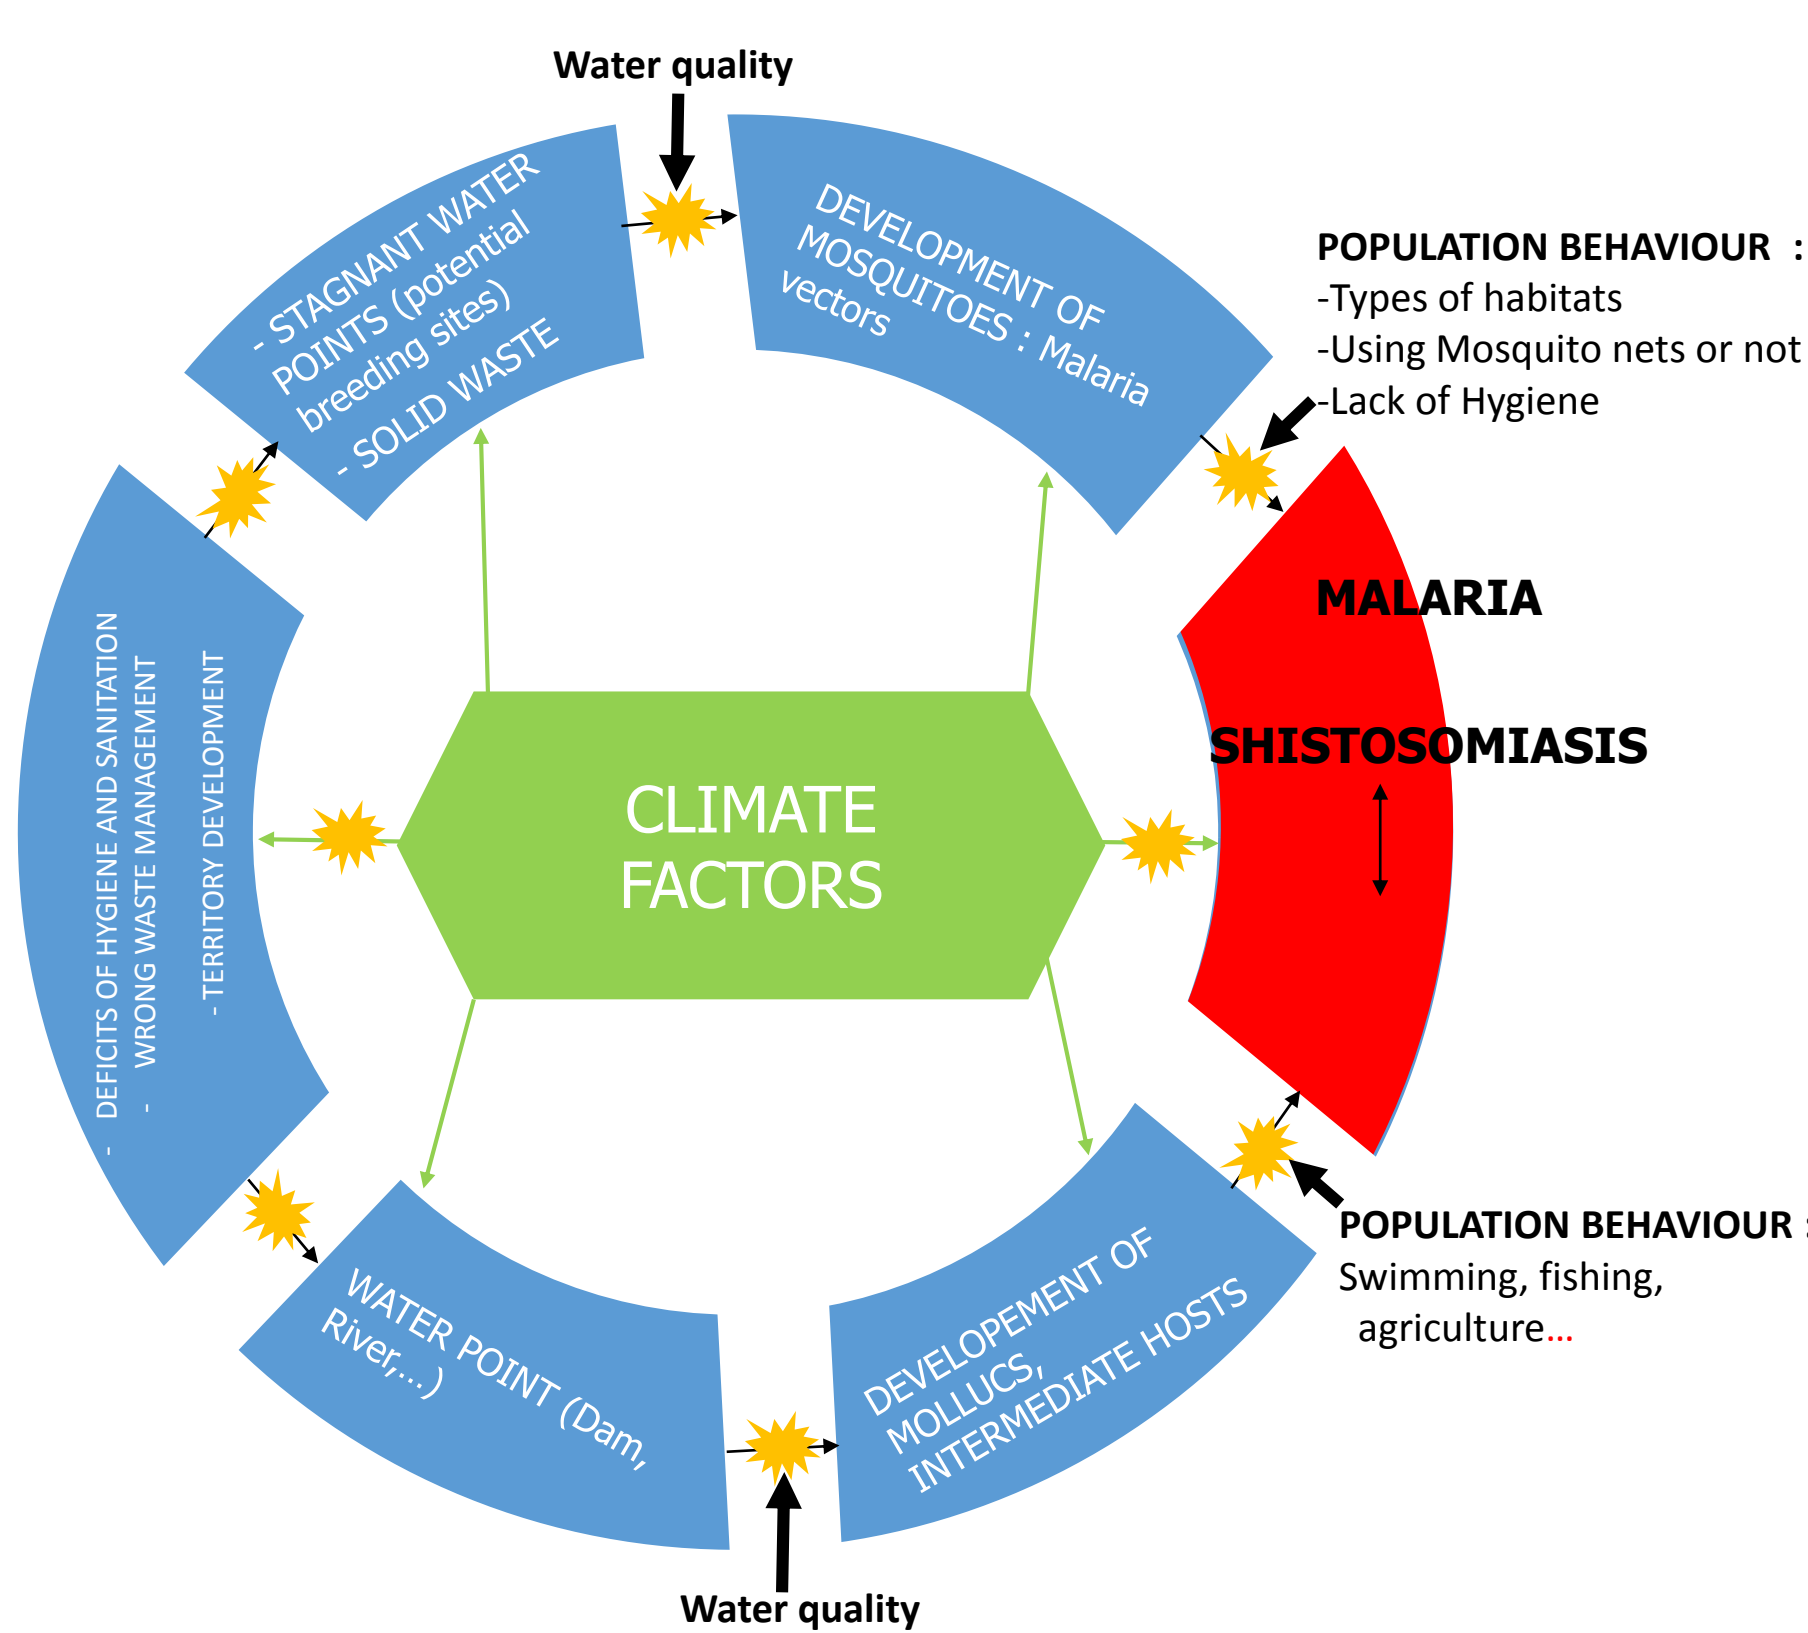 Water quality
- STAGNANT WATER
POINTS (potential
breeding sites)
- SOLID WASTE
DEVELOPMENT OF
MOSQUITOES : Malaria
vectors
POPULATION BEHAVIOUR :
-Types of habitats
-Using Mosquito nets or not
-Lack of Hygiene
MALARIA
SHISTOSOMIASIS
- DEFICITS OF HYGIENE AND SANITATION
- WRONG WASTE MANAGEMENT
- TERRITORY DEVELOPMENT
CLIMATE
FACTORS
WATER POINT (Dam,
River,...)
DEVELOPEMENT OF
MOLLUCS,
INTERMEDIATE HOSTS
POPULATION BEHAVIOUR :
Swimming, fishing,
agriculture...
Water quality